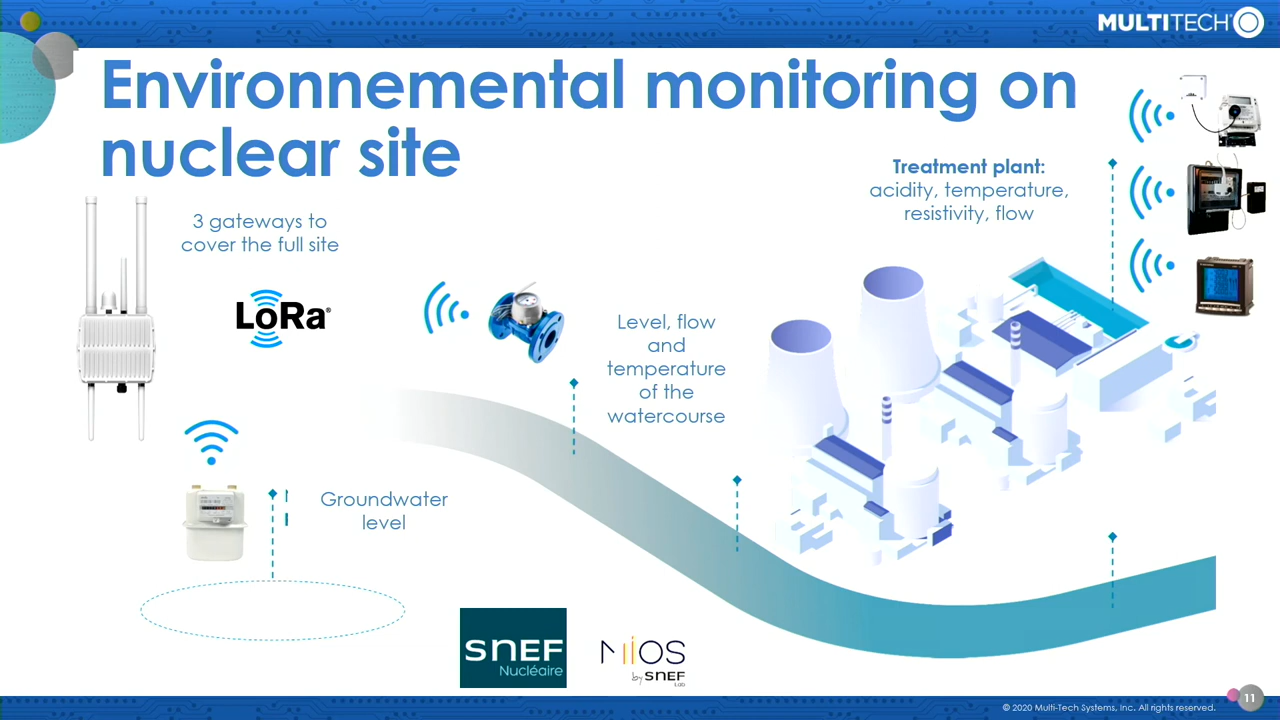 MULTITECH
Environnemental monitoring on
nuclear site
Treatment plant:
acidity, temperature,
resistivity, flow
3 gateways to
cover the full site
LoRa®
Level, flow
and
temperature
of the
watercourse
Groundwater
level
SNEF
Nucléaire
MIIOS
by SNEF
Lab
11
© 2020 Multi-Tech Systems, Inc. All rights reserved.